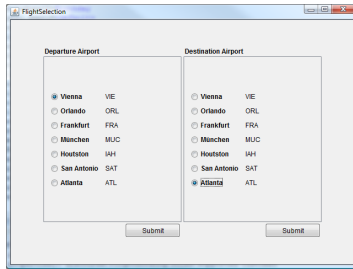 FlightSelection
Departure Airport Destination Airport
Vienna VIE Vienna VIE
Orlando ORL Orlando ORL
Frankfurt FRA Frankfurt FRA
München MUC München MUC
Houtston IAH Houtston IAH
San Antonio SAT San Antonio SAT
Atlanta ATL Atlanta ATL
Submit Submit